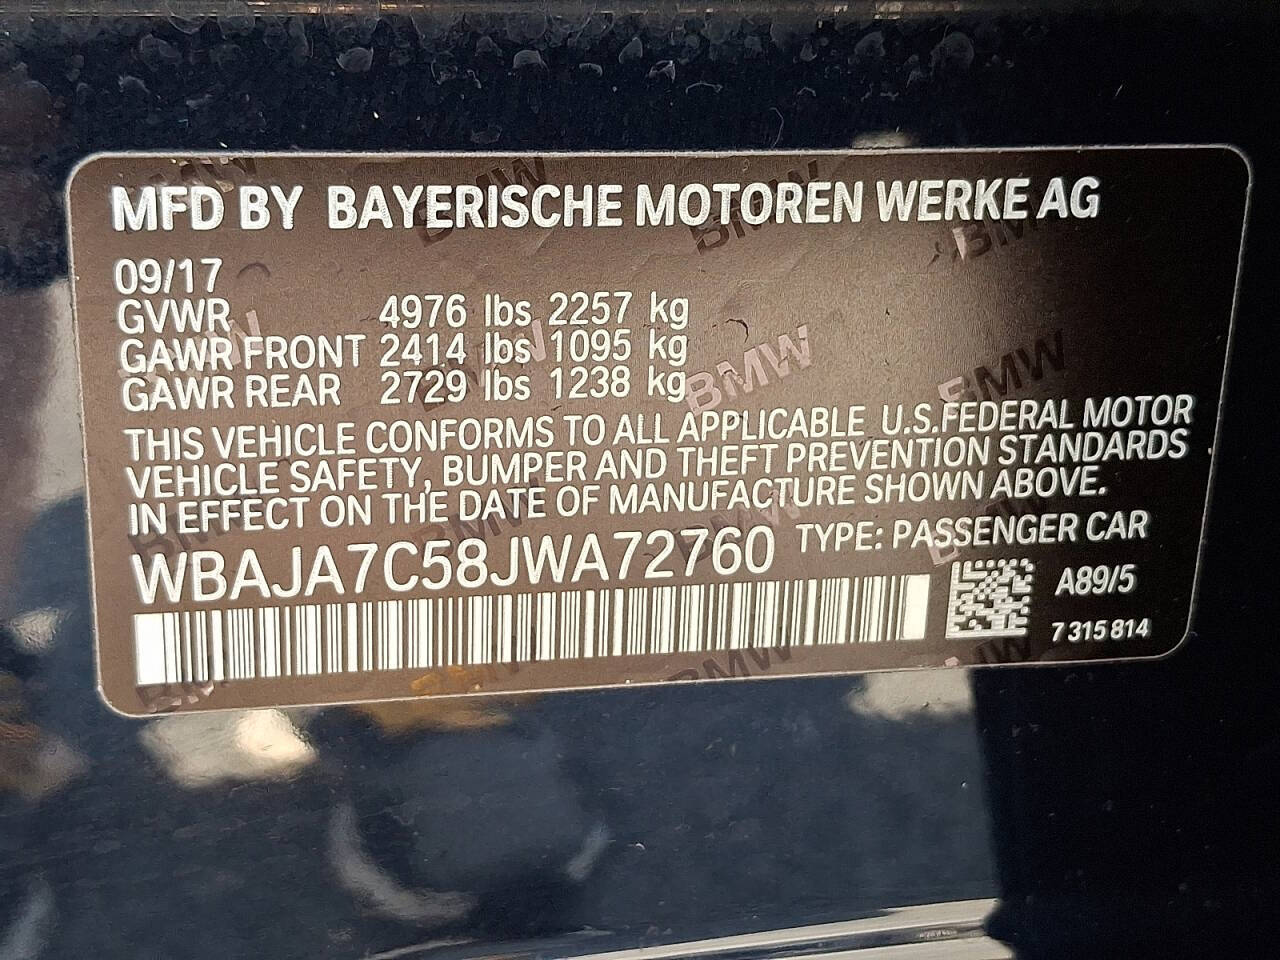 MFD BY BAYERISCHE MOTOREN WERKE AG
09/17
GVWR 4976 lbs 2257 kg
GAWR FRONT 2414 lbs 1095 kg
GAWR REAR 2729 lbs 1238 kg
THIS VEHICLE CONFORMS TO ALL APPLICABLE U.S.FEDERAL MOTOR
VEHICLE SAFETY, BUMPER AND THEFT PREVENTION STANDARDS
IN EFFECT ON THE DATE OF MANUFACTURE SHOWN ABOVE.
WBAJA7C58JWA72760 TYPE: PASSENGER CAR
A89/5
7 315 814